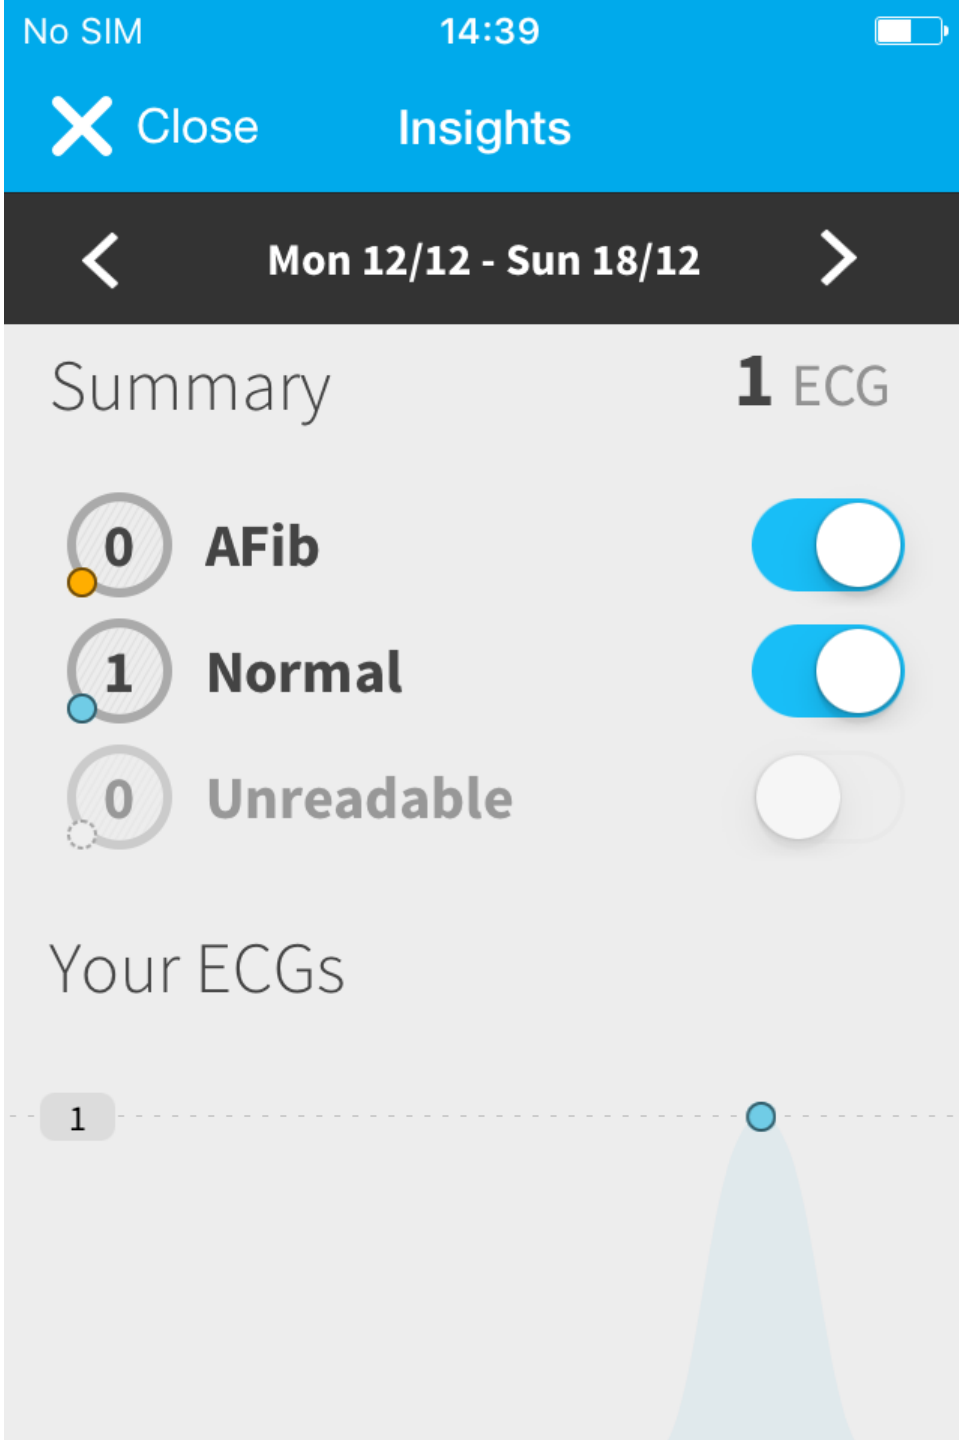 No SIM 14:39
Close Insights
Mon 12/12 - Sun 18/12
Summary 1 ECG
0 AFib
1 Normal
0 Unreadable
Your ECGs
1